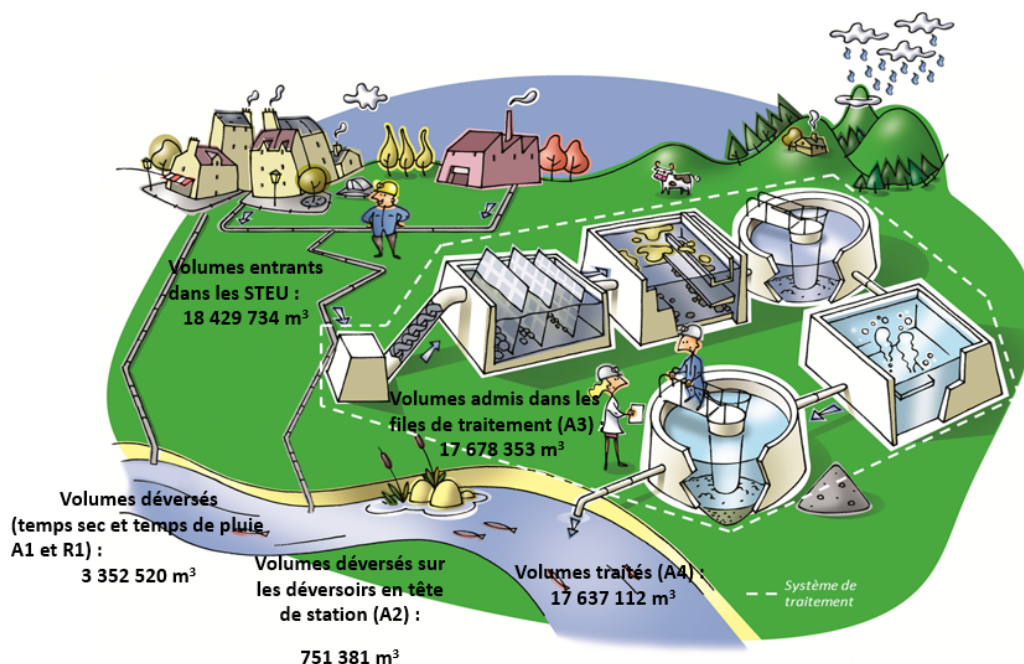 Volumes entrants
dans les STEU :
18 429 734 m³
Volumes admis dans les
files de traitement (A3) :
17 678 353 m³
Volumes déversés
(temps sec et temps de pluie
A1 et R1) :
3 352 520 m³
Volumes déversés sur
les déversoirs en tête
de station (A2) :
751 381 m³
Volumes traités (A4) :
17 637 112 m³
Système de
traitement